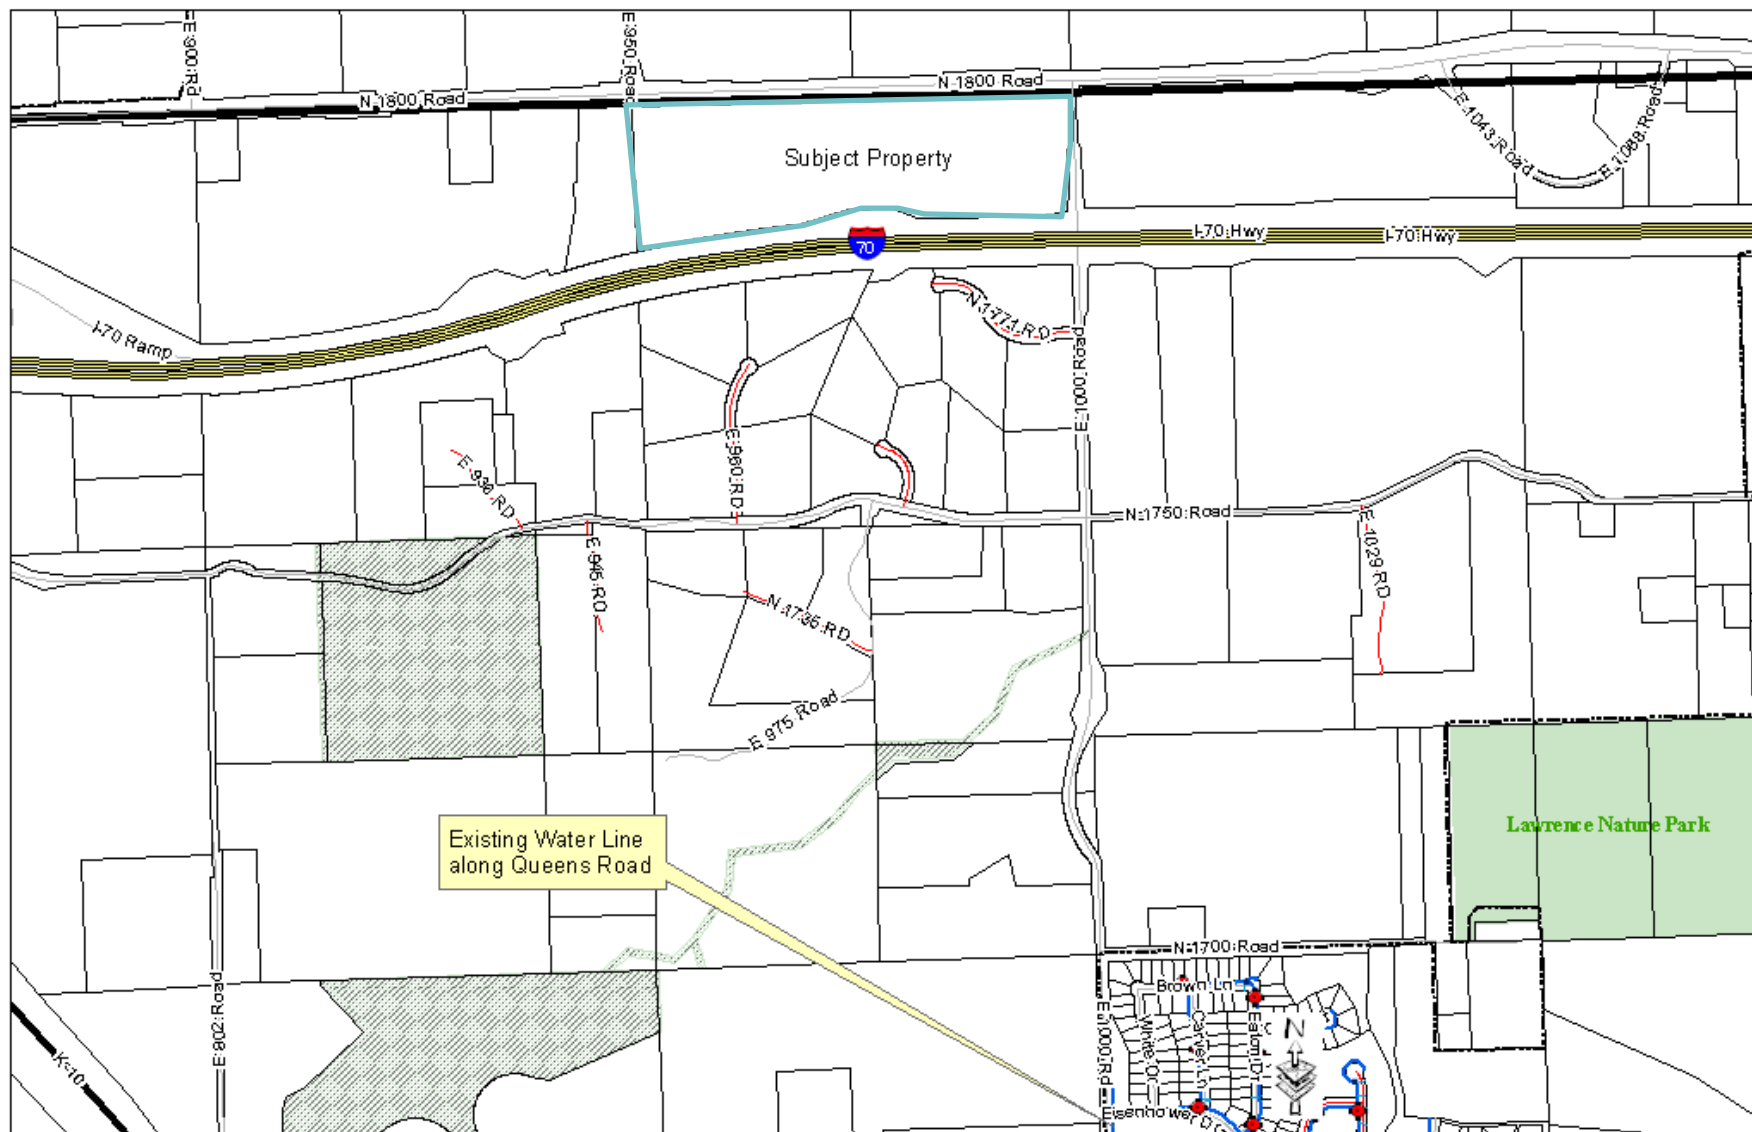 E 900 Rd
E 950 Road
N 1800 Road
N 1800 Road
E 1043 Road
E 1088 Road
Subject Property
70
I-70 Hwy
I-70 Hwy
I-70 Ramp
N 1771 RD
E 1000 Road
E 960 RD
E 930 RD
N 1750 Road
E 945 RD
E 1029 RD
N 1735 RD
E 975 Road
Existing Water Line
along Queens Road
Lawrence Nature Park
N 1700 Road
Brown Ln
E 902 Road
E 1000 Rd
White Dr
Carver Ln
Eaton Dr
N
K-10
Eisenhower Dr